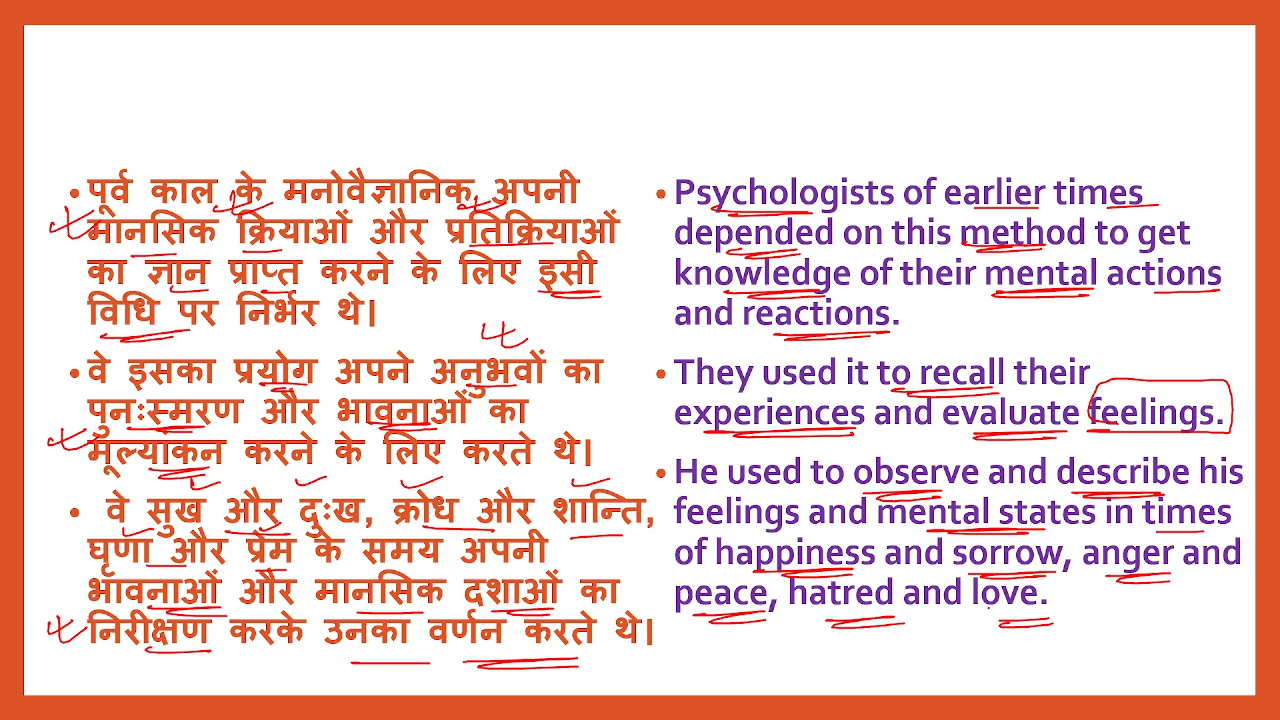 • पूर्व काल के मनोवैज्ञानिक अपनी
मानसिक क्रियाओं और प्रतिक्रियाओं
का ज्ञान प्राप्त करने के लिए इसी
विधि पर निर्भर थे।
• वे इसका प्रयोग अपने अनुभवों का
पुनःस्मरण और भावनाओं का
मूल्यांकन करने के लिए करते थे।
• वे सुख और दुःख, क्रोध और शान्ति,
घृणा और प्रेम के समय अपनी
भावनाओं और मानसिक दशाओं का
निरीक्षण करके उनका वर्णन करते थे।
• Psychologists of earlier times
depended on this method to get
knowledge of their mental actions
and reactions.
• They used it to recall their
experiences and evaluate feelings.
• He used to observe and describe his
feelings and mental states in times
of happiness and sorrow, anger and
peace, hatred and love.